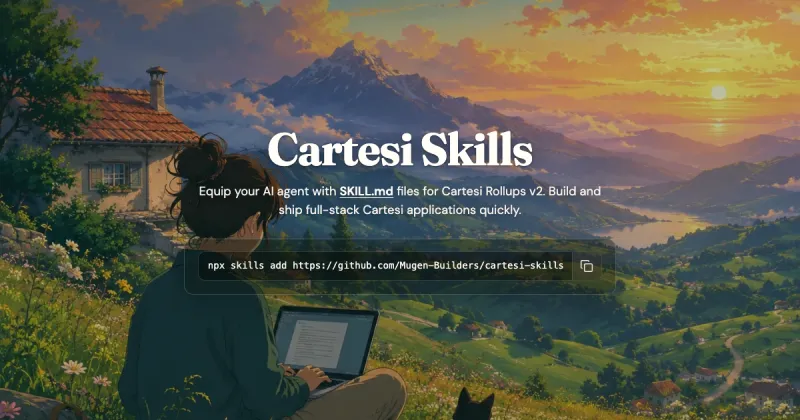 Cartesi Skills
Equip your AI agent with SKILL.md files for Cartesi Rollups v2. Build and
ship full-stack Cartesi applications quickly.
npx skills add https://github.com/Mugen-Builders/cartesi-skills